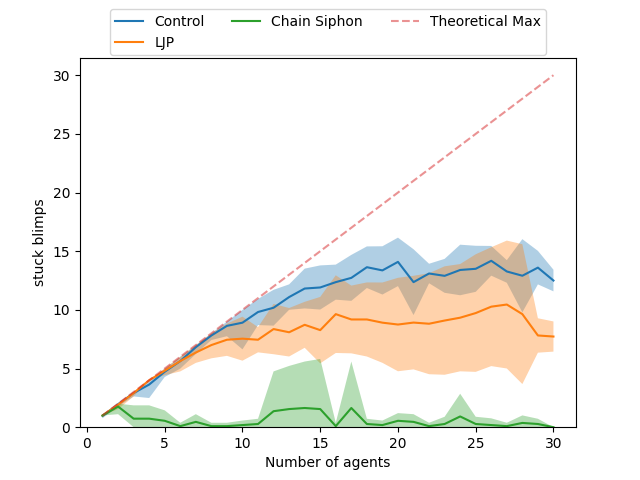 Control
LJP
Chain Siphon
Theoretical Max
30
25
20
15
10
5
0
stuck blimps
0 5 10 15 20 25 30
Number of agents